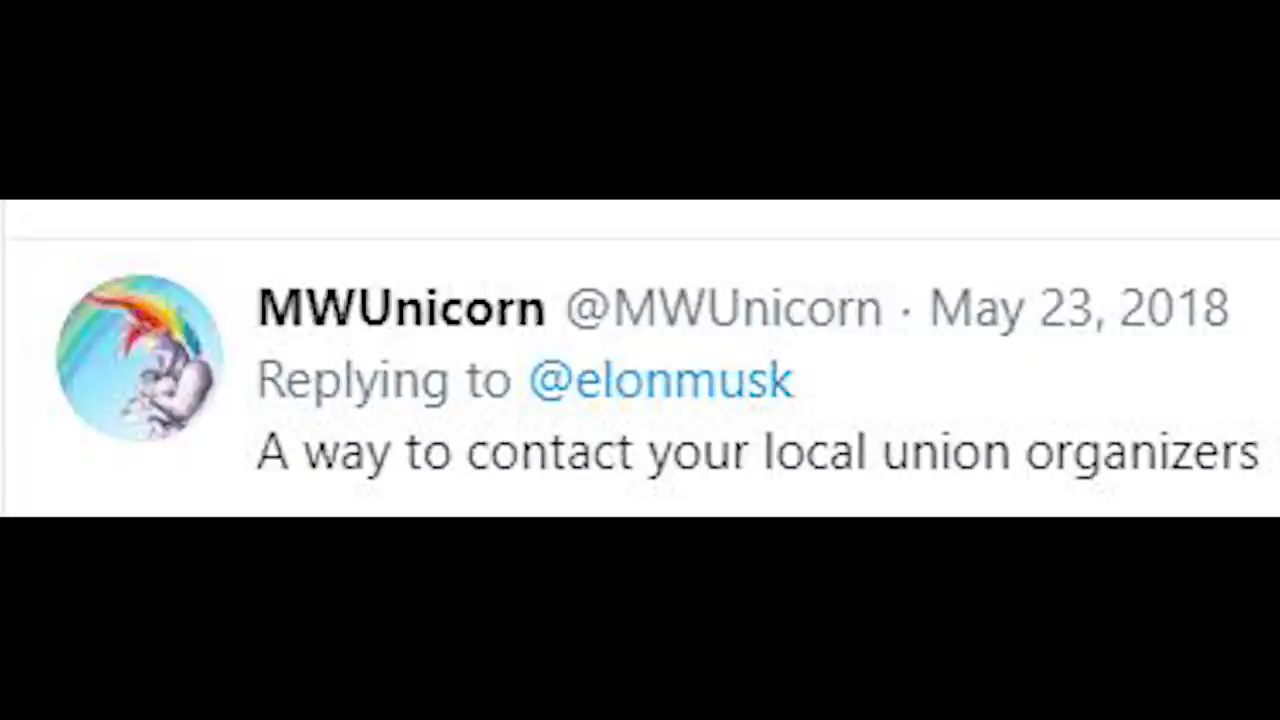 MWUnicorn @MWUnicorn · May 23, 2018
Replying to @elonmusk
A way to contact your local union organizers